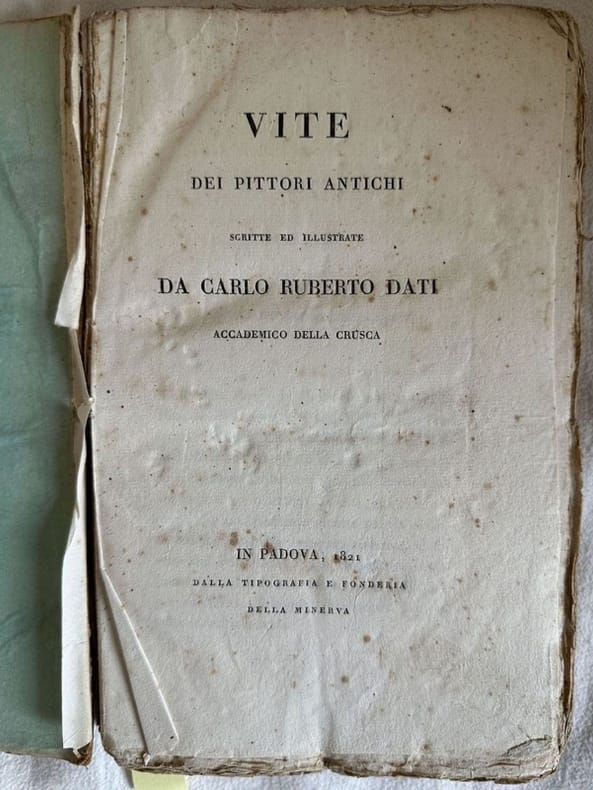 VITE
DEI PITTORI ANTICHI
SCRITTE ED ILLUSTRATE
DA CARLO RUBERTO DATI
ACCADEMICO DELLA CRUSCA
IN PADOVA, 1821
DALLA TIPOGRAFIA E FONDERIA
DELLA MINERVA